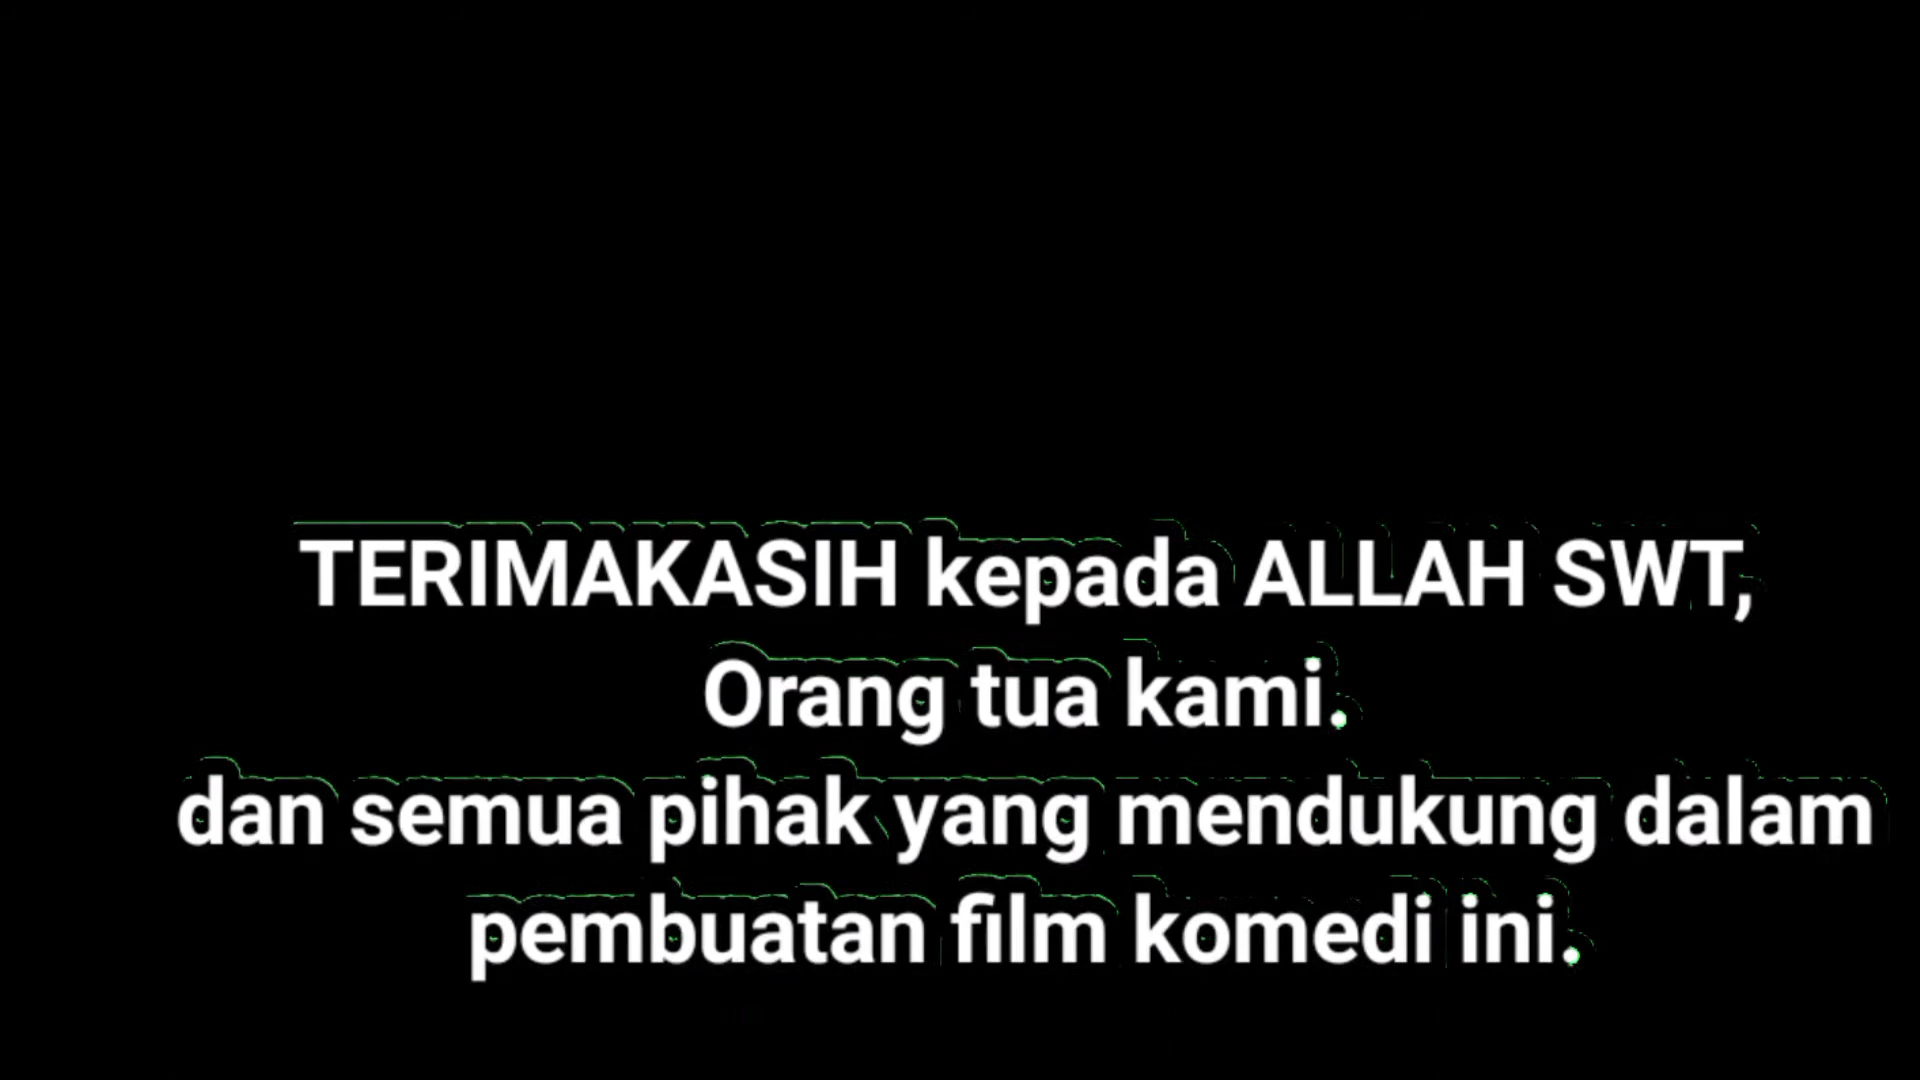 TERIMAKASIH kepada ALLAH SWT,
Orang tua kami.
dan semua pihak yang mendukung dalam
pembuatan film komedi ini.